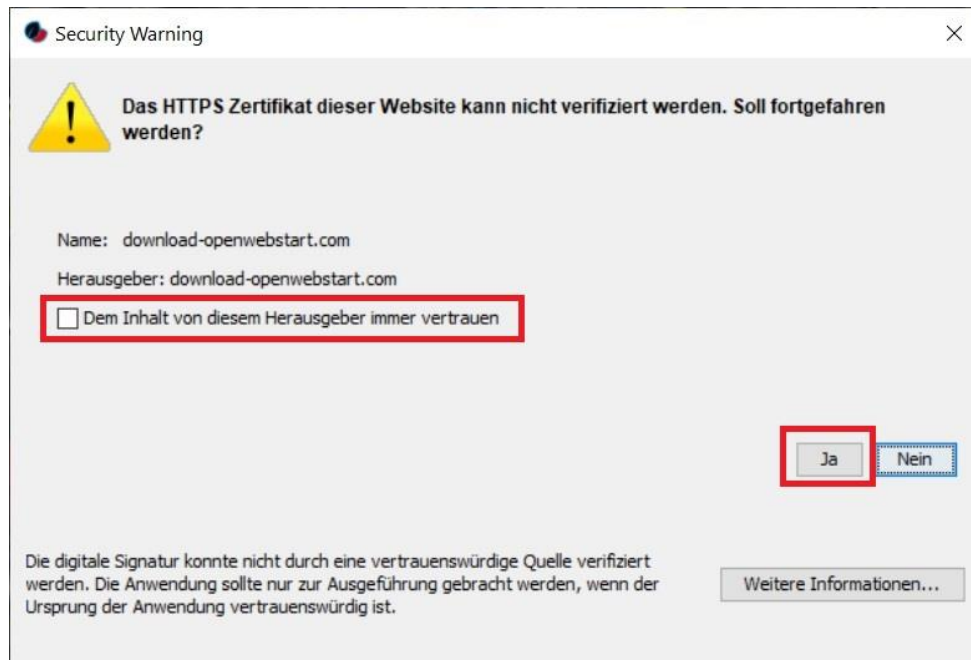 Security Warning
Das HTTPS Zertifikat dieser Website kann nicht verifiziert werden. Soll fortgefahren
werden?
Name: download-openwebstart.com
Herausgeber: download-openwebstart.com
Dem Inhalt von diesem Herausgeber immer vertrauen
Ja Nein
Die digitale Signatur konnte nicht durch eine vertrauenswürdige Quelle verifiziert
werden. Die Anwendung sollte nur zur Ausgeführung gebracht werden, wenn der
Ursprung der Anwendung vertrauenswürdig ist.
Weitere Informationen...